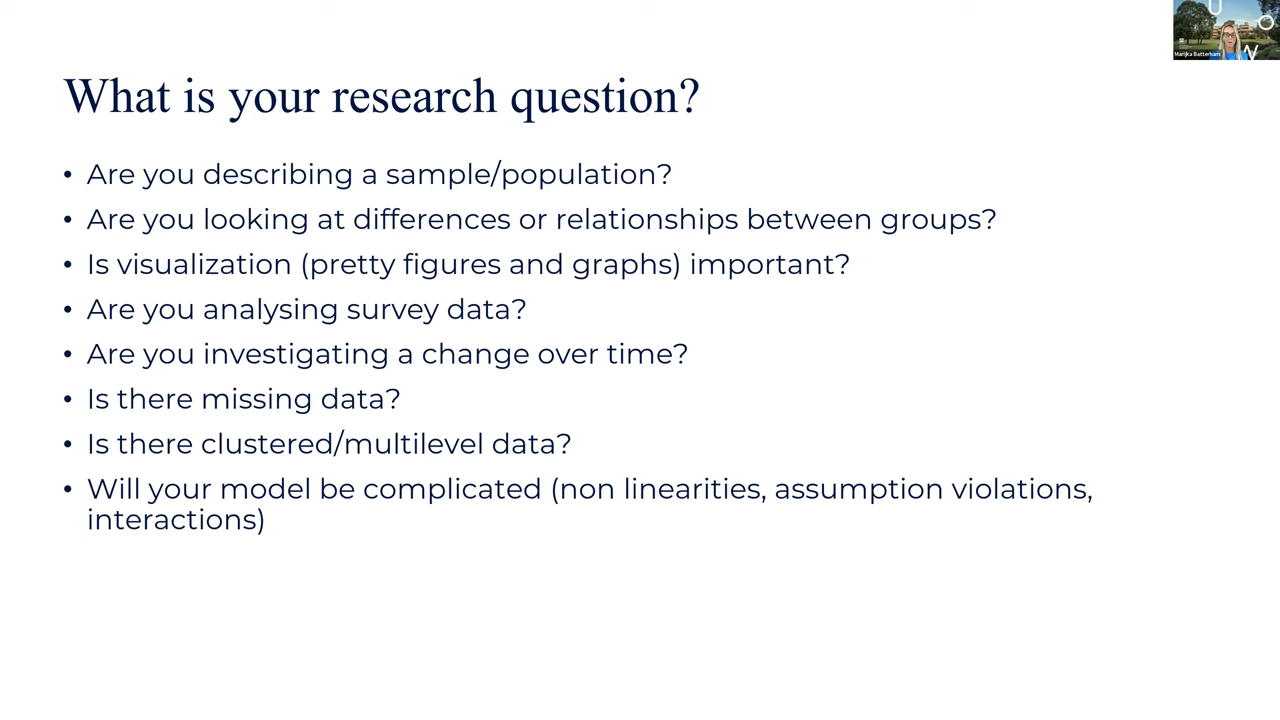 U
O
W
Marijka Batterham
What is your research question?
• Are you describing a sample/population?
• Are you looking at differences or relationships between groups?
• Is visualization (pretty figures and graphs) important?
• Are you analysing survey data?
• Are you investigating a change over time?
• Is there missing data?
• Is there clustered/multilevel data?
• Will your model be complicated (non linearities, assumption violations,
interactions)